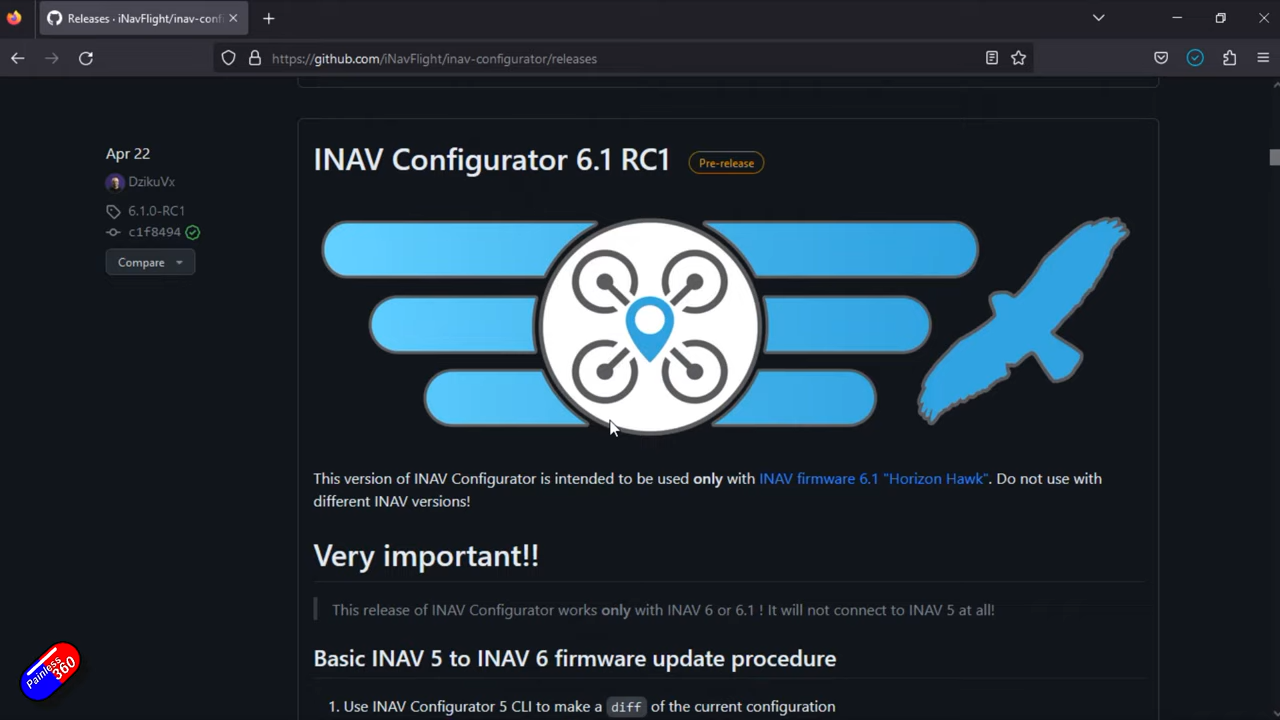 Releases · iNavFlight/inav-conf
https://github.com/iNavFlight/inav-configurator/releases
Apr 22
DzikuVx
6.1.0-RC1
c1f8494
Compare
INAV Configurator 6.1 RC1 Pre-release
This version of INAV Configurator is intended to be used only with INAV firmware 6.1 "Horizon Hawk". Do not use with
different INAV versions!
Very important!!
This release of INAV Configurator works only with INAV 6 or 6.1 ! It will not connect to INAV 5 at all!
Basic INAV 5 to INAV 6 firmware update procedure
1. Use INAV Configurator 5 CLI to make a diff of the current configuration
Painless
360